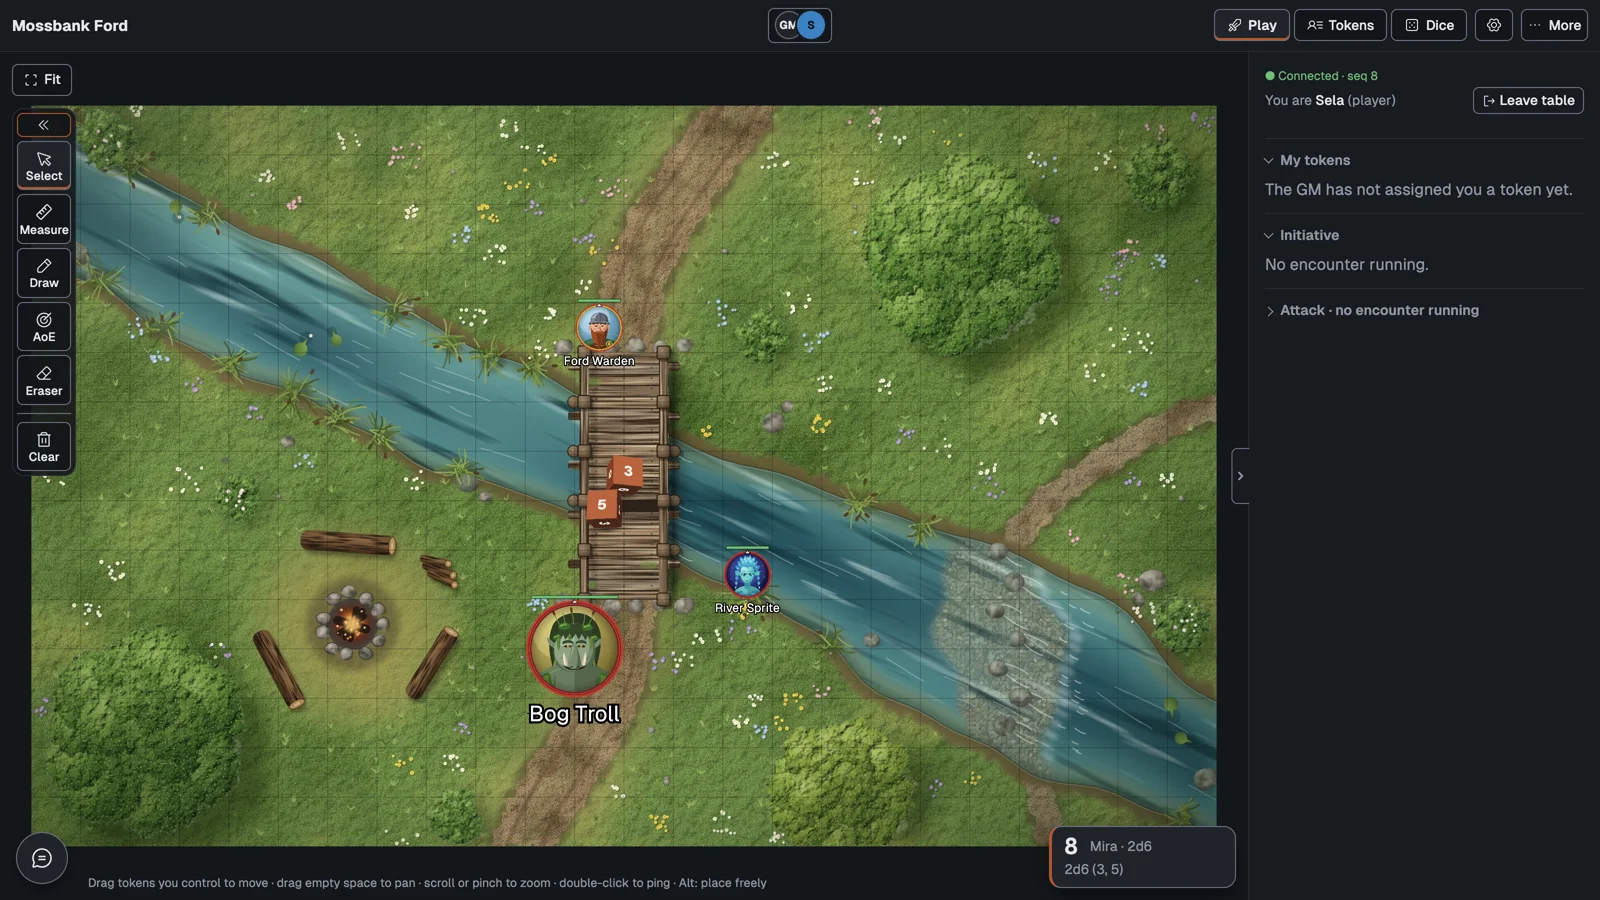 Mossbank Ford
GM
S
Play
Tokens
Dice
More
Fit
Select
Measure
Draw
AoE
Eraser
Clear
Connected · seq 8
You are Sela (player)
Leave table
My tokens
The GM has not assigned you a token yet.
Initiative
No encounter running.
Attack · no encounter running
Ford Warden
3
5
River Sprite
Bog Troll
8 Mira · 2d6
2d6 (3, 5)
Drag tokens you control to move · drag empty space to pan · scroll or pinch to zoom · double-click to ping · Alt: place freely